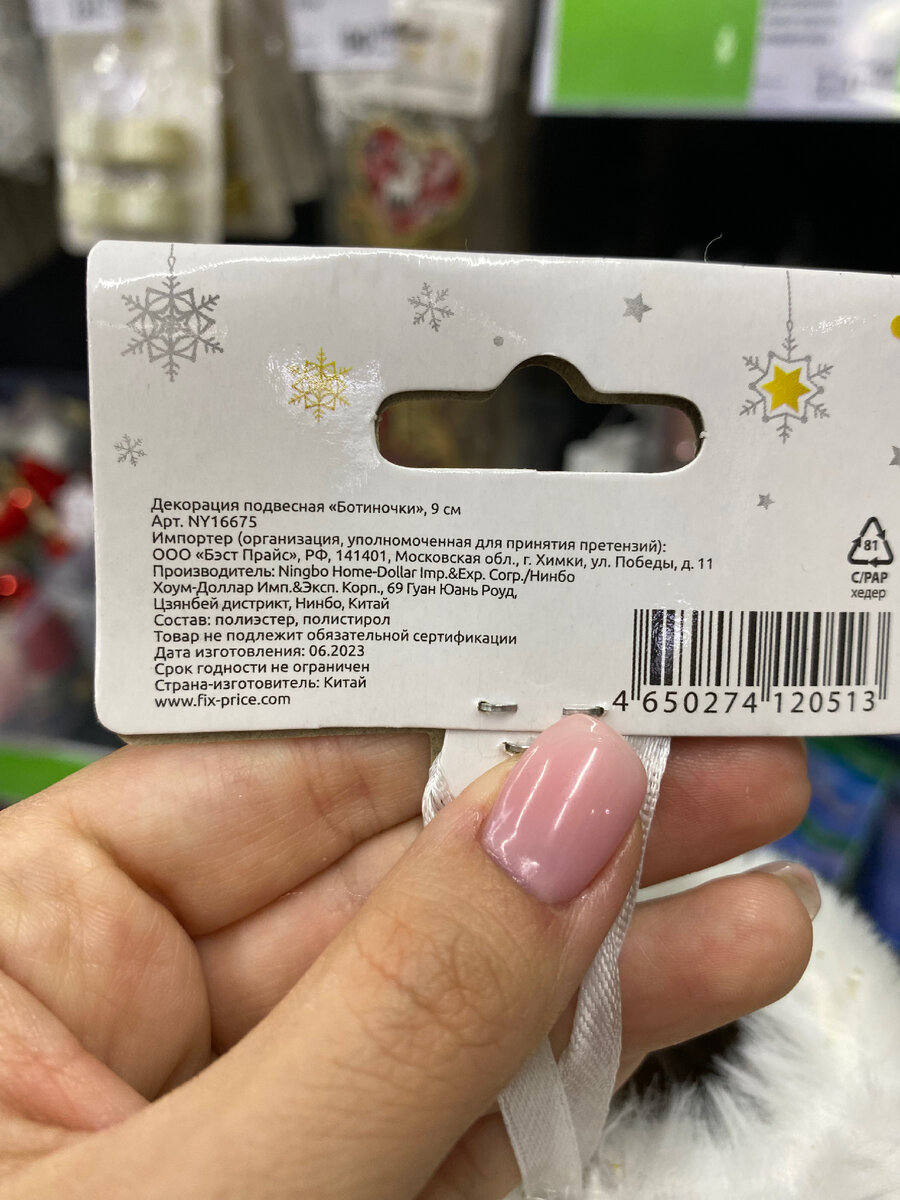 Декорация подвесная «Ботиночки», 9 см
Арт. NY16675
Импортер (организация, уполномоченная для принятия претензий):
ООО «Бэст Прайс», РФ, 141401, Московская обл., г. Химки, ул. Победы, д. 11
Производитель: Ningbo Home-Dollar Imp.&Exp. Corp./Нинбо
Хоум-Доллар Имп.&Эксп. Корп., 69 Гуан Юань Роуд,
Цзянбей дистрикт, Нинбо, Китай
Состав: полиэстер, полистирол
Товар не подлежит обязательной сертификации
Дата изготовления: 06.2023
Срок годности не ограничен
Страна-изготовитель: Китай
www.fix-price.com
81
C/PAP
хедер
4 650274 120513